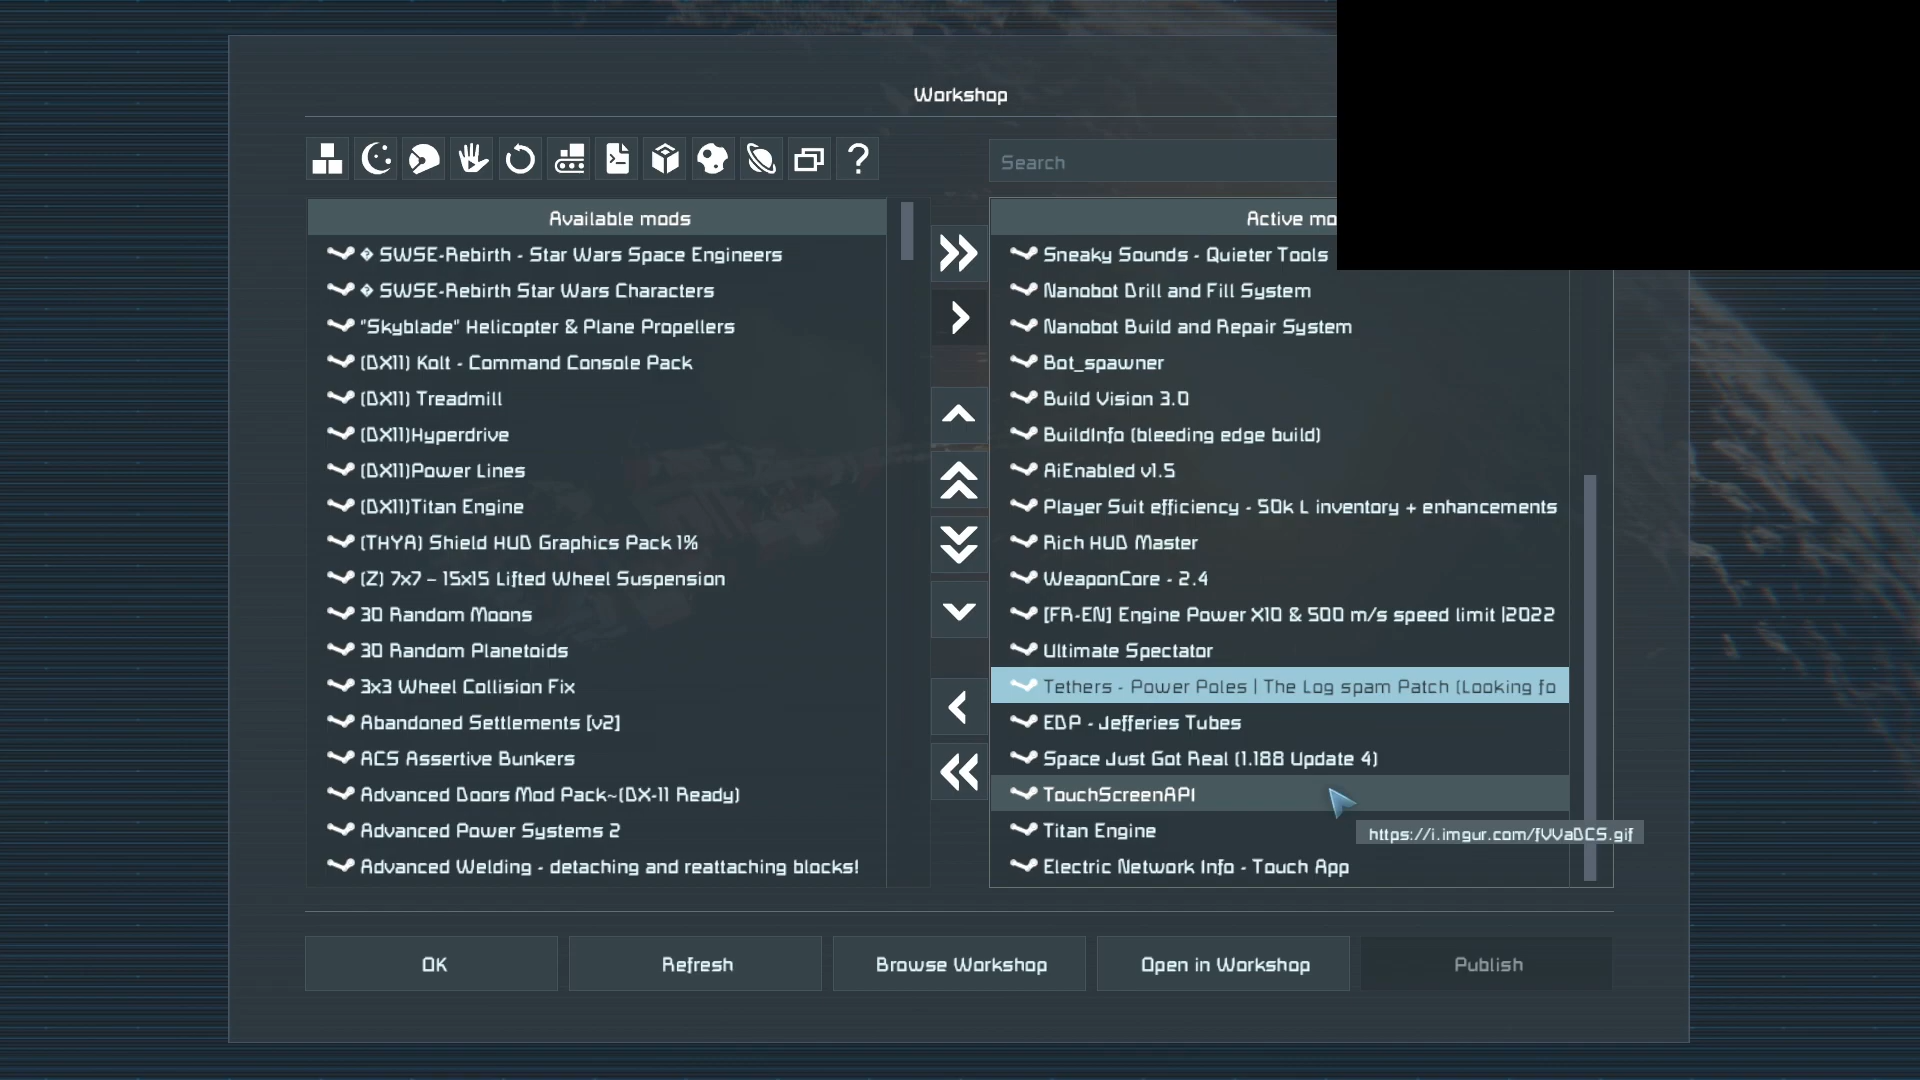 Workshop
?
Search
Available mods
Active mo
� SWSE-Rebirth - Star Wars Space Engineers
� SWSE-Rebirth Star Wars Characters
"Skyblade" Helicopter & Plane Propellers
(DX11) Kolt - Command Console Pack
(DX11) Treadmill
(DX11)Hyperdrive
(DX11)Power Lines
(DX11)Titan Engine
(THYA) Shield HUD Graphics Pack 1%
(Z) 7x7 – 15x15 Lifted Wheel Suspension
30 Random Moons
30 Random Planetoids
3x3 Wheel Collision Fix
Abandoned Settlements [v2]
ACS Assertive Bunkers
Advanced Doors Mod Pack~(DX-11 Ready)
Advanced Power Systems 2
Advanced Welding - detaching and reattaching blocks!
Sneaky Sounds - Quieter Tools
Nanobot Drill and Fill System
Nanobot Build and Repair System
Bot_spawner
Build Vision 3.0
BuildInfo (bleeding edge build)
AiEnabled v1.5
Player Suit efficiency - 50k L inventory + enhancements
Rich HUD Master
WeaponCore - 2.4
[FR-EN] Engine Power X10 & 500 m/s speed limit |2022
Ultimate Spectator
Tethers - Power Poles | The Log spam Patch (Looking fo
EDP - Jefferies Tubes
Space Just Got Real (1.188 Update 4)
TouchScreenAPI
Titan Engine
https://i.imgur.com/fVVaDCS.gif
Electric Network Info - Touch App
OK
Refresh
Browse Workshop
Open in Workshop
Publish